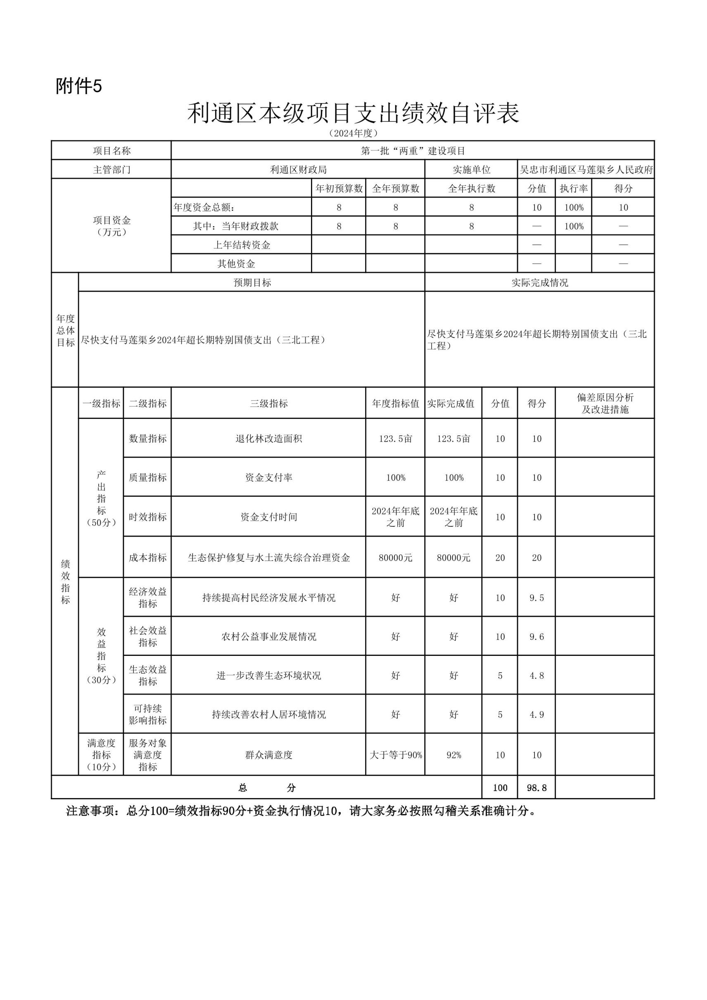 附件5
利通区本级项目支出绩效自评表
（2024年度）
项目名称 第一批“两重”建设项目
主管部门 利通区财政局 实施单位 吴忠市利通区马莲渠乡人民政府
项目资金
（万元）
年初预算数 全年预算数 全年执行数 分值 执行率 得分
年度资金总额： 8 8 8 10 100% 10
其中：当年财政拨款 8 8 8 — 100% —
上年结转资金 — —
其他资金 — —
年度
总体
目标
预期目标 实际完成情况
尽快支付马莲渠乡2024年超长期特别国债支出（三北工程）
尽快支付马莲渠乡2024年超长期特别国债支出（三北
工程）
绩
效
指
标
一级指标 二级指标 三级指标 年度指标值 实际完成值 分值 得分 偏差原因分析
及改进措施
产
出
指
标
（50分）
数量指标 退化林改造面积 123.5亩 123.5亩 10 10
质量指标 资金支付率 100% 100% 10 10
时效指标 资金支付时间 2024年年底
之前
2024年年底
之前
10 10
成本指标 生态保护修复与水土流失综合治理资金 80000元 80000元 20 20
效
益
指
标
（30分）
经济效益
指标
持续提高村民经济发展水平情况 好 好 10 9.5
社会效益
指标
农村公益事业发展情况 好 好 10 9.6
生态效益
指标
进一步改善生态环境状况 好 好 5 4.8
可持续
影响指标
持续改善农村人居环境情况 好 好 5 4.9
满意度
指标
（10分）
服务对象
满意度
指标
群众满意度 大于等于90% 92% 10 10
总 分 100 98.8
注意事项：总分100=绩效指标90分+资金执行情况10，请大家务必按照勾稽关系准确计分。